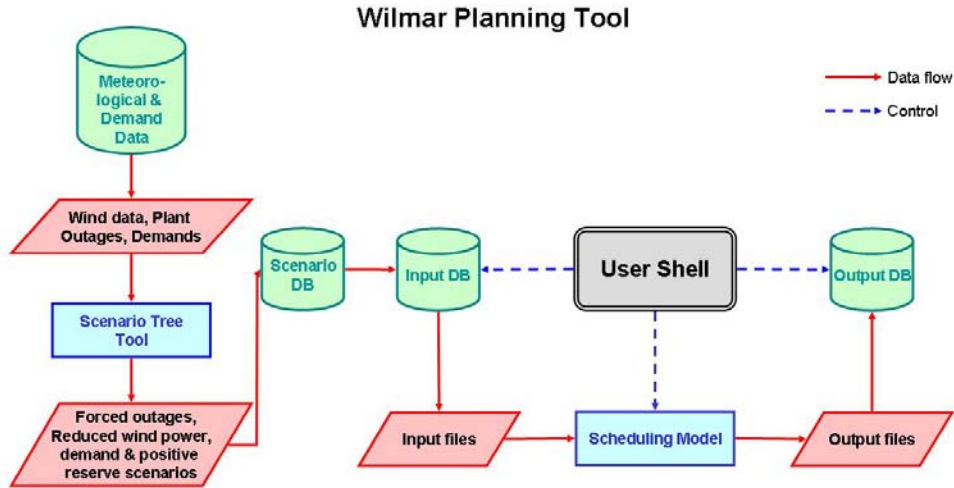 Wilmar Planning Tool
Meteoro-
logical &
Demand
Data
Data flow
Control
Wind data, Plant
Outages, Demands
Scenario
DB
Input DB
User Shell
Output DB
Scenario Tree
Tool
Forced outages,
Reduced wind power,
demand & positive
reserve scenarios
Input files
Scheduling Model
Output files